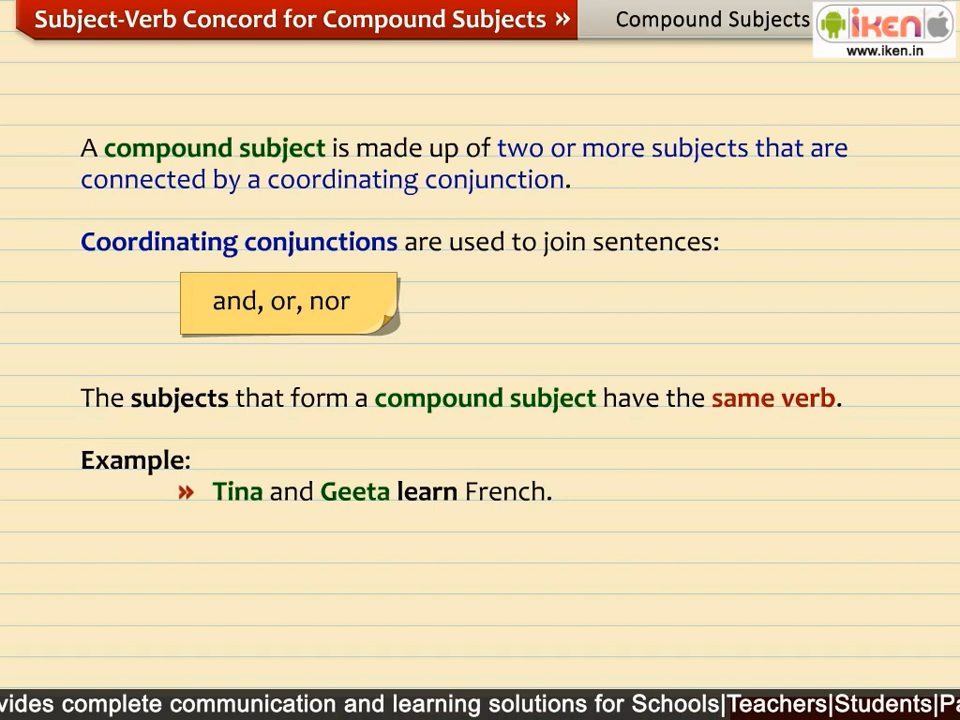 Subject-Verb Concord for Compound Subjects »
Compound Subjects
iken
www.iken.in
A compound subject is made up of two or more subjects that are
connected by a coordinating conjunction.
Coordinating conjunctions are used to join sentences:
and, or, nor
The subjects that form a compound subject have the same verb.
Example:
» Tina and Geeta learn French.
vides complete communication and learning solutions for Schools|Teachers|Students|Pa